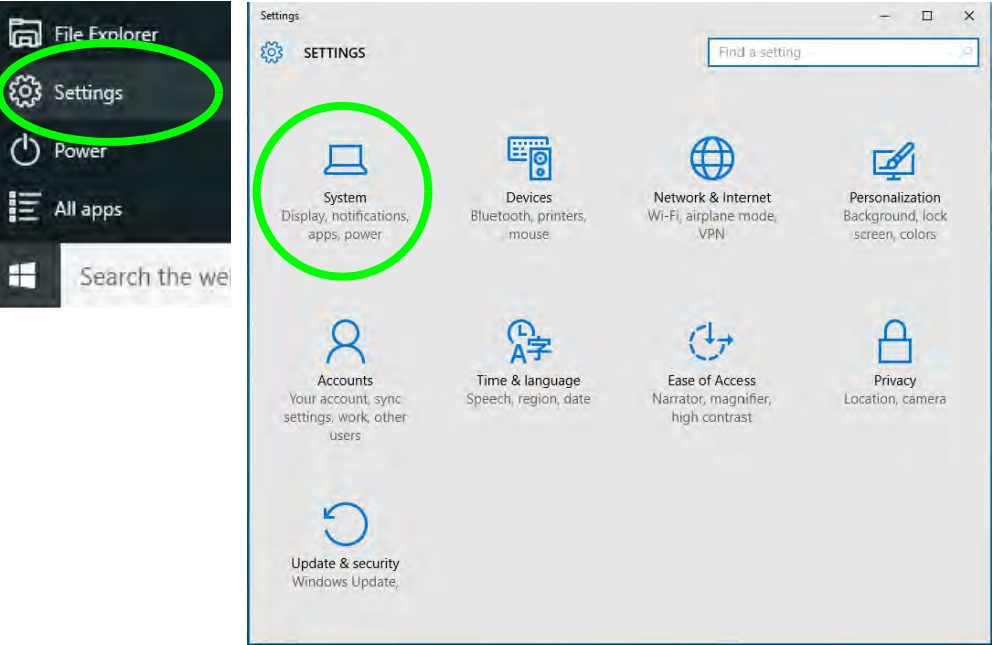 File Explorer
Settings
Power
All apps
Search the we
Settings
SETTINGS
Find a setting
System
Display, notifications,
apps, power
Devices
Bluetooth, printers,
mouse
Network & Internet
Wi-Fi, airplane mode,
VPN
Personalization
Background, lock
screen, colors
Accounts
Your account, sync
settings, work, other
users
Time & language
Speech, region, date
Ease of Access
Narrator, magnifier,
high contrast
Privacy
Location, camera
Update & security
Windows Update,